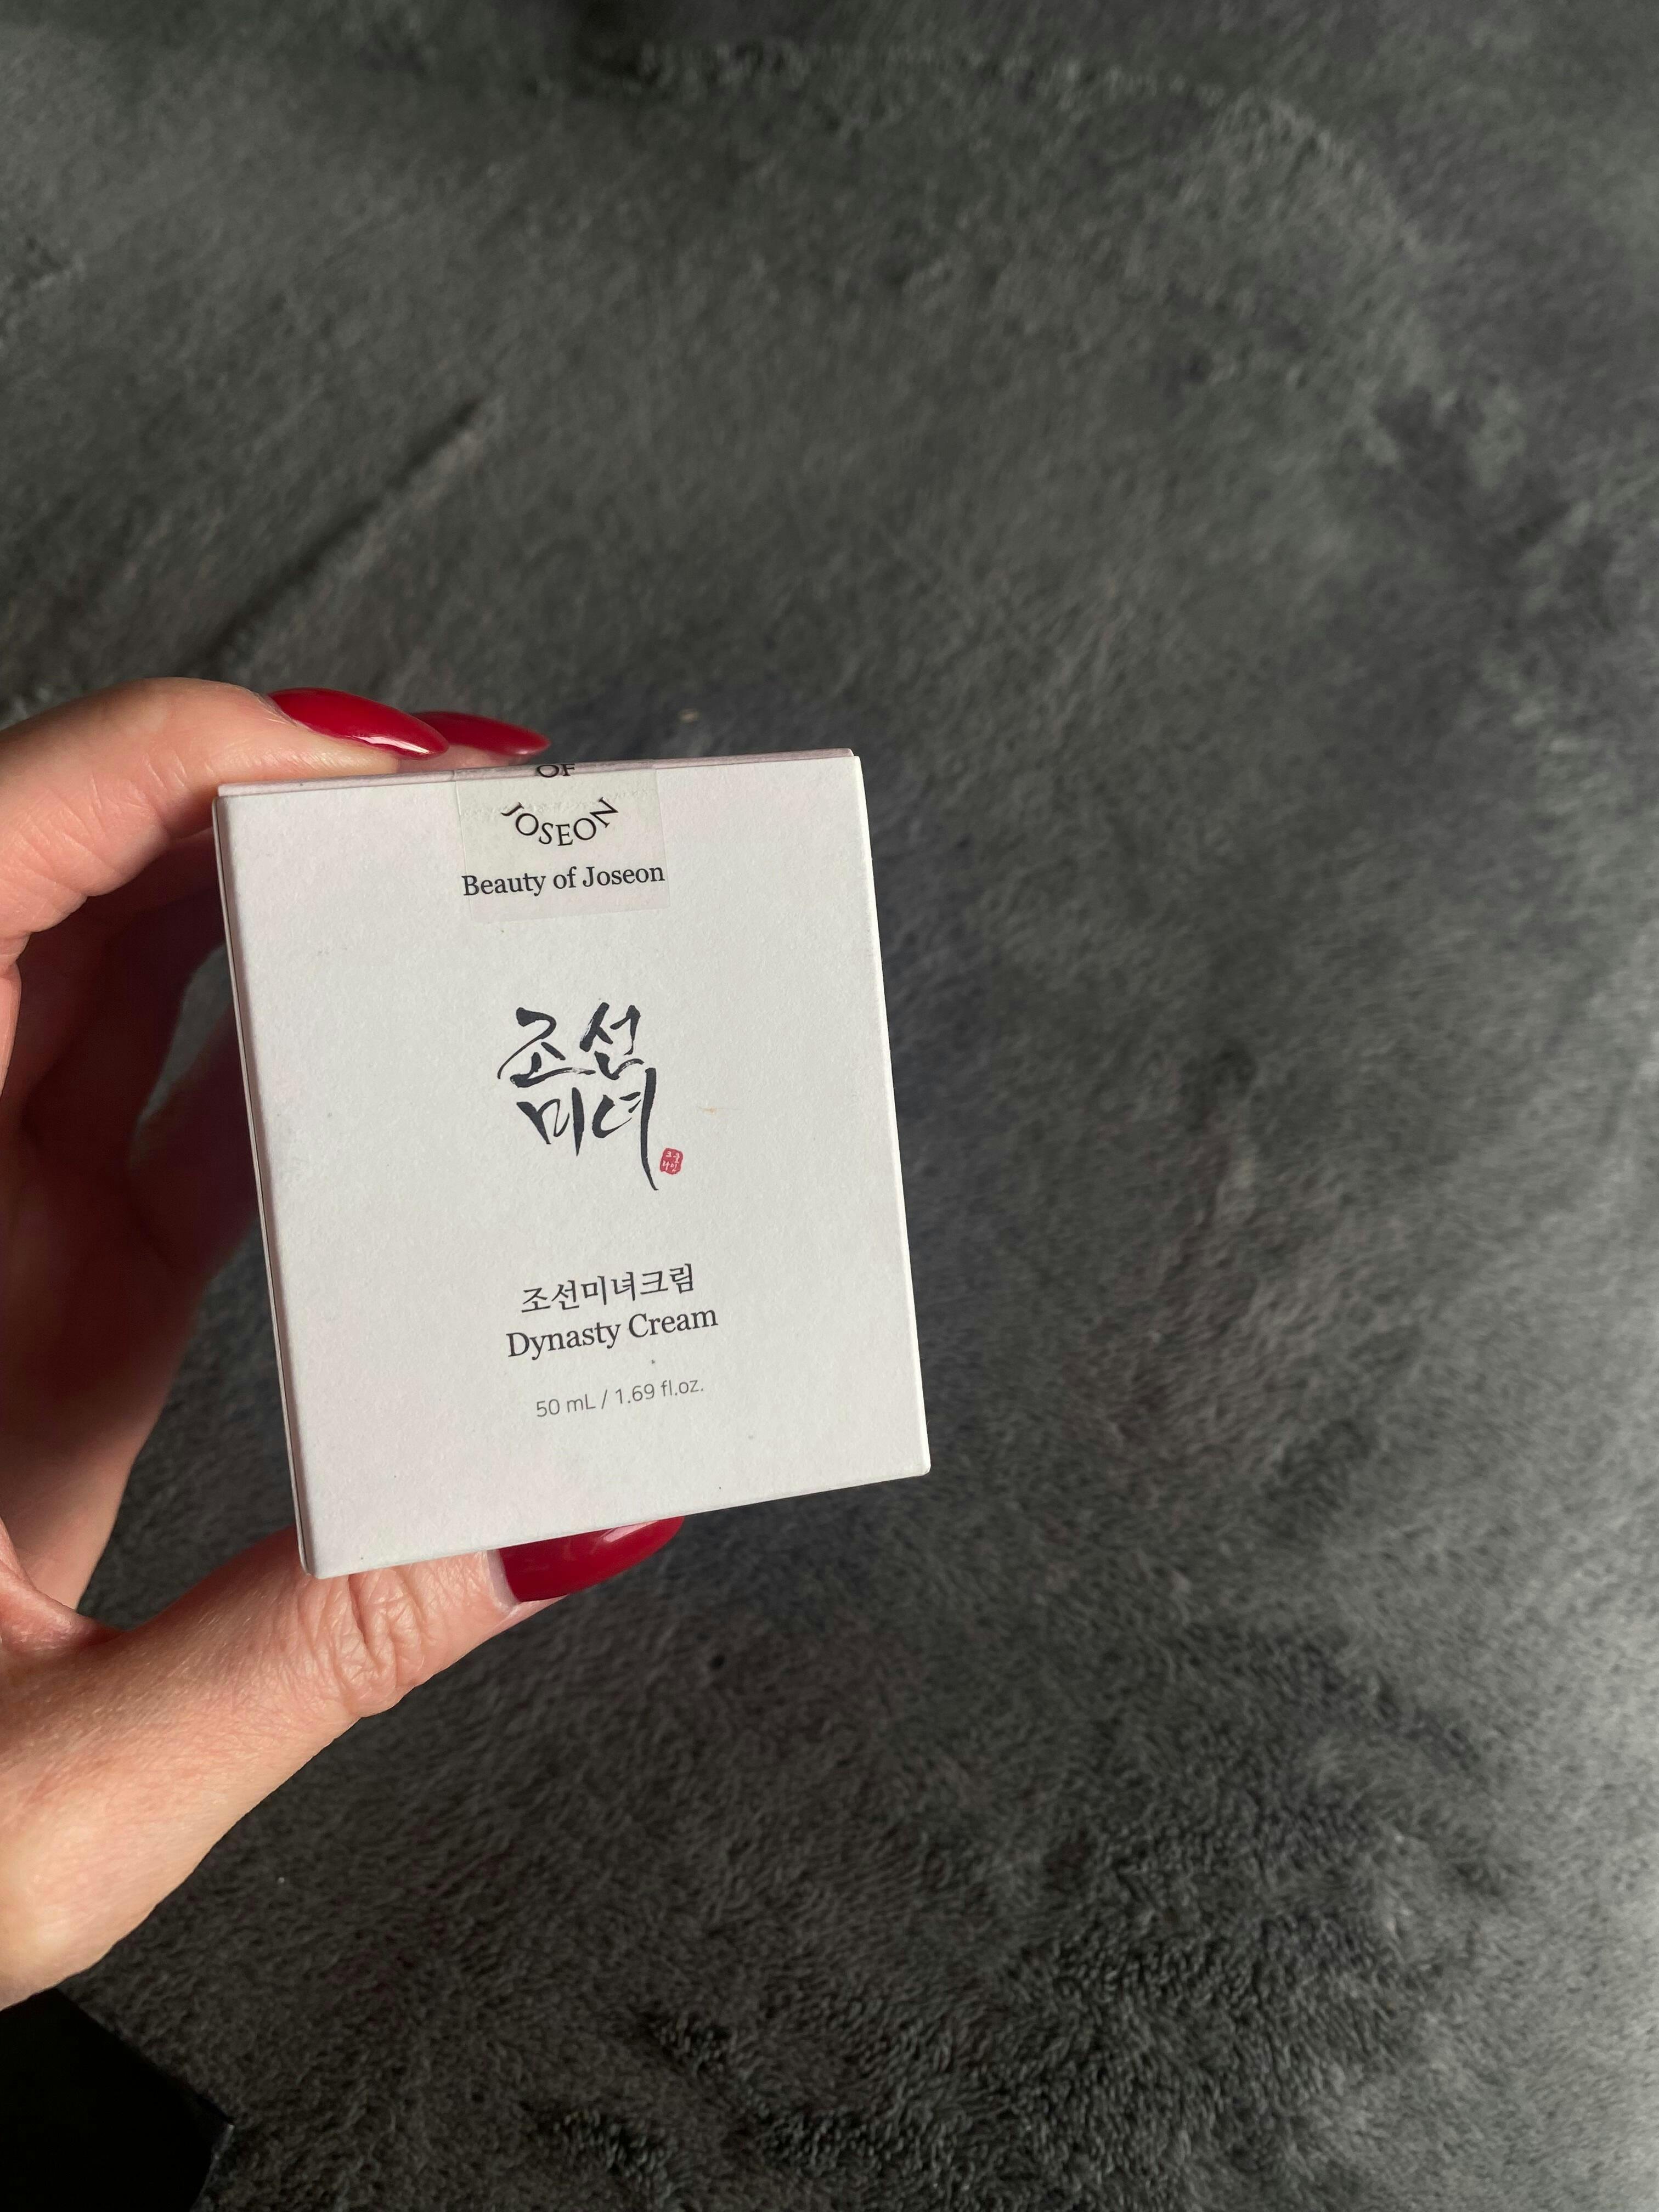 OF
JOSEON
Beauty of Joseon
조선
미녀
조선미녀크림
Dynasty Cream
50 mL / 1.69 fl.oz.